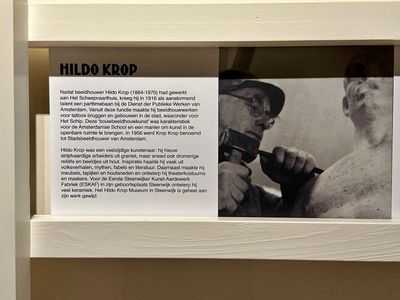 HILDO KROP
Nadat beeldhouwer Hildo Krop (1884-1970) had gewerkt
aan Het Scheepvaarthuis, kreeg hij in 1916 als aanstormend
talent een parttimebaan bij de Dienst der Publieke Werken van
Amsterdam. Vanuit deze functie maakte hij beeldhouwwerken
voor talloze bruggen en gebouwen in de stad, waaronder voor
Het Schip. Deze 'bouwbeeldhouwkunst' was karakteristiek
voor de Amsterdamse School en een manier om kunst in de
openbare ruimte te brengen. In 1956 werd Krop Krop benoemd
tot Stadsbeeldhouwer van Amsterdam.
Hildo Krop was een veelzijdige kunstenaar: hij hieuw
strijdvaardige arbeiders uit graniet, maar sneed ook dromerige
reliëfs en beeldjes uit hout. Inspiratie haalde hij vaak uit
volksverhalen, mythen, fabels en literatuur. Daarnaast maakte hij
meubels, tapijten en houtsneden en ontwierp hij theaterkostuums
en maskers. Voor de Eerste Steenwijker Kunst-Aardewerk
Fabriek (ESKAF) in zijn geboorteplaats Steenwijk ontwierp hij
veel keramiek. Het Hildo Krop Museum in Steenwijk is geheel aan
zijn werk gewijd.